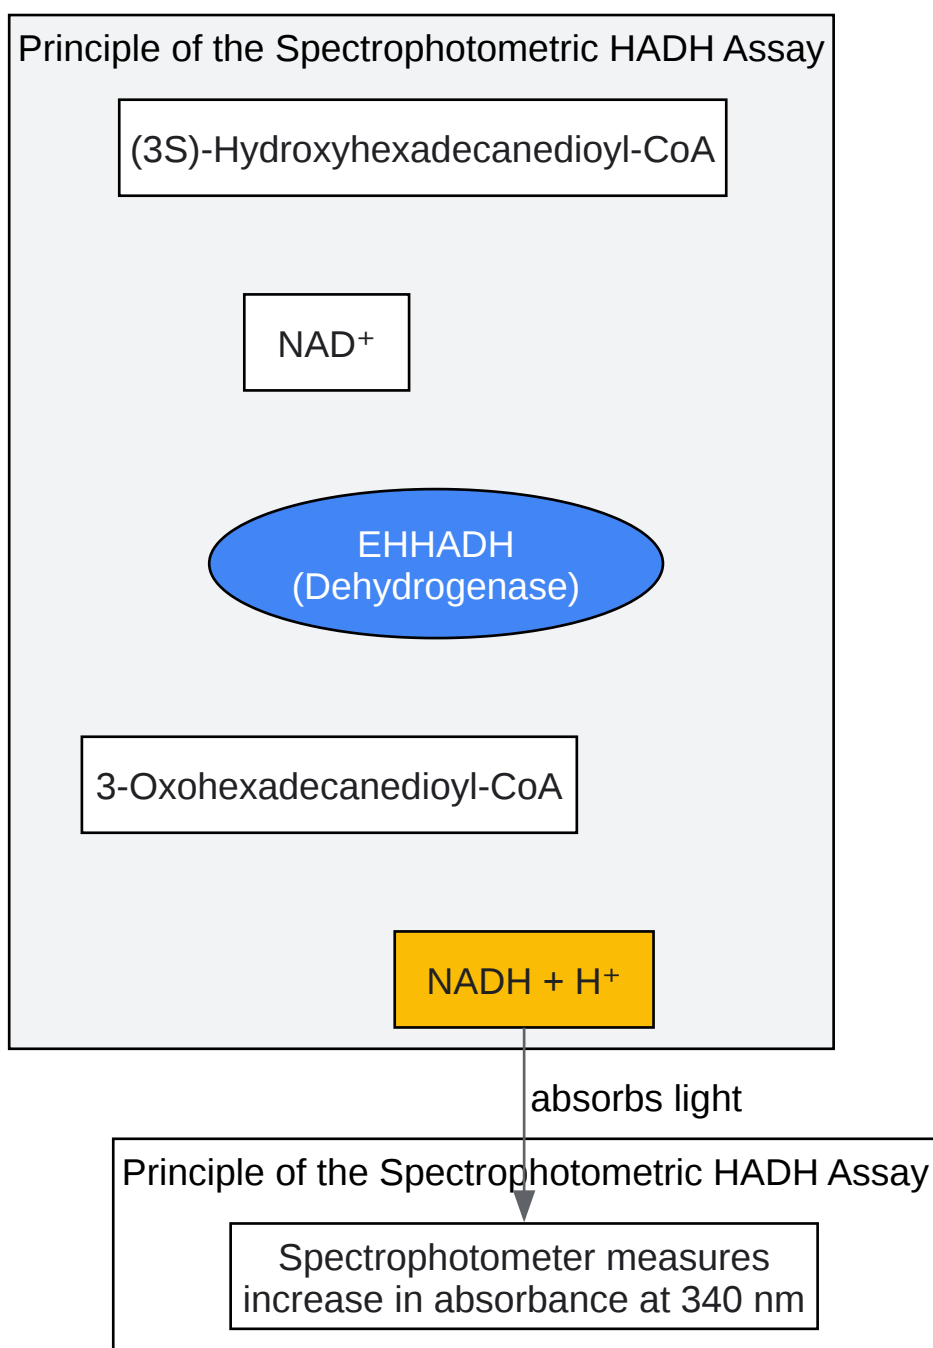 Principle of the Spectrophotometric HADH Assay
(3S)-Hydroxyhexadecanedioyl-CoA
NAD⁺
EHHADH
(Dehydrogenase)
3-Oxohexadecanedioyl-CoA
NADH + H⁺
absorbs light
Principle of the Spectrophotometric HADH Assay
Spectrophotometer measures
increase in absorbance at 340 nm